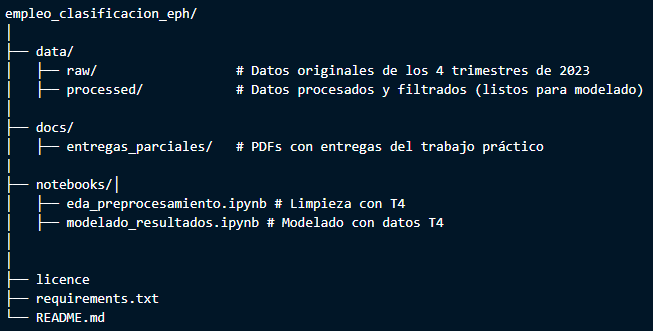 empleo_clasificacion_eph/
│
├── data/
│   ├── raw/                # Datos originales de los 4 trimestres de 2023
│   ├── processed/          # Datos procesados y filtrados (listos para modelado)
│
├── docs/
│   ├── entregas_parciales/   # PDFs con entregas del trabajo práctico
│
├── notebooks/│
│   ├── eda_preprocesamiento.ipynb # Limpieza con T4
│   ├── modelado_resultados.ipynb # Modelado con datos T4
│
│
├── licence
├── requirements.txt
└── README.md